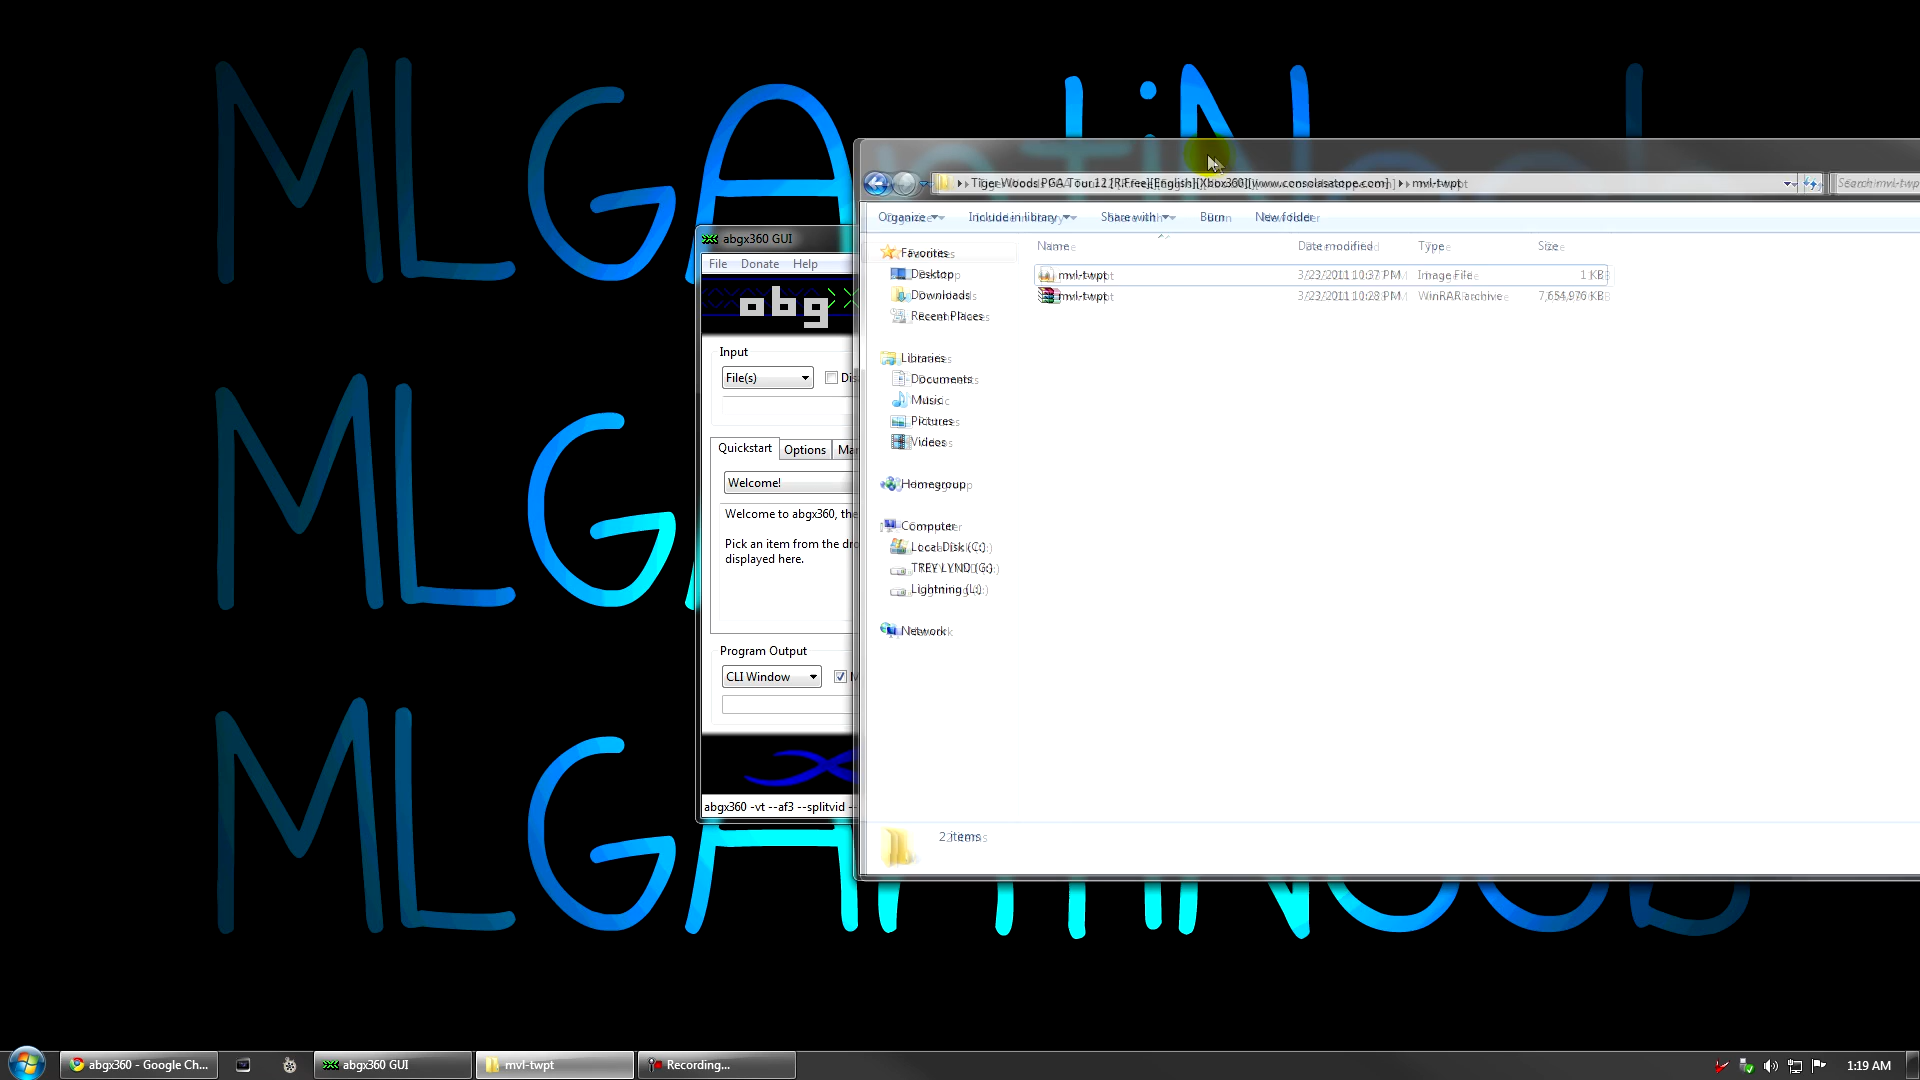 MLG
MLG
MLG
abgx360 GUI
File Donate Help
abg
Input
File(s)
Quickstart Options
Welcome!
Welcome to abgx360, the
Pick an item from the
displayed here.
Program Output
CLI Window
abgx360 -vt --af3 --splitvid
Tiger Woods PGA Tour 12 [R.Free][English][Xbox360][www.consolasatope.com] mvl-twpt
Search mvl-twp
Organize Include in library Share with Burn New folder
Name Date modified Type Size
mvl-twpt 3/23/2011 10:37 PM Image File 1 KB
mvl-twpt 3/23/2011 10:28 PM WinRAR archive 7,654,976 KB
Favorites
Desktop
Downloads
Recent Places
Libraries
Documents
Music
Pictures
Videos
Homegroup
Computer
Local Disk (C:)
TREY LYND (G:)
Lightning (L:)
Network
2 items
abgx360 - Google Ch...
abgx360 GUI
mvl-twpt
Recording...
1:19 AM